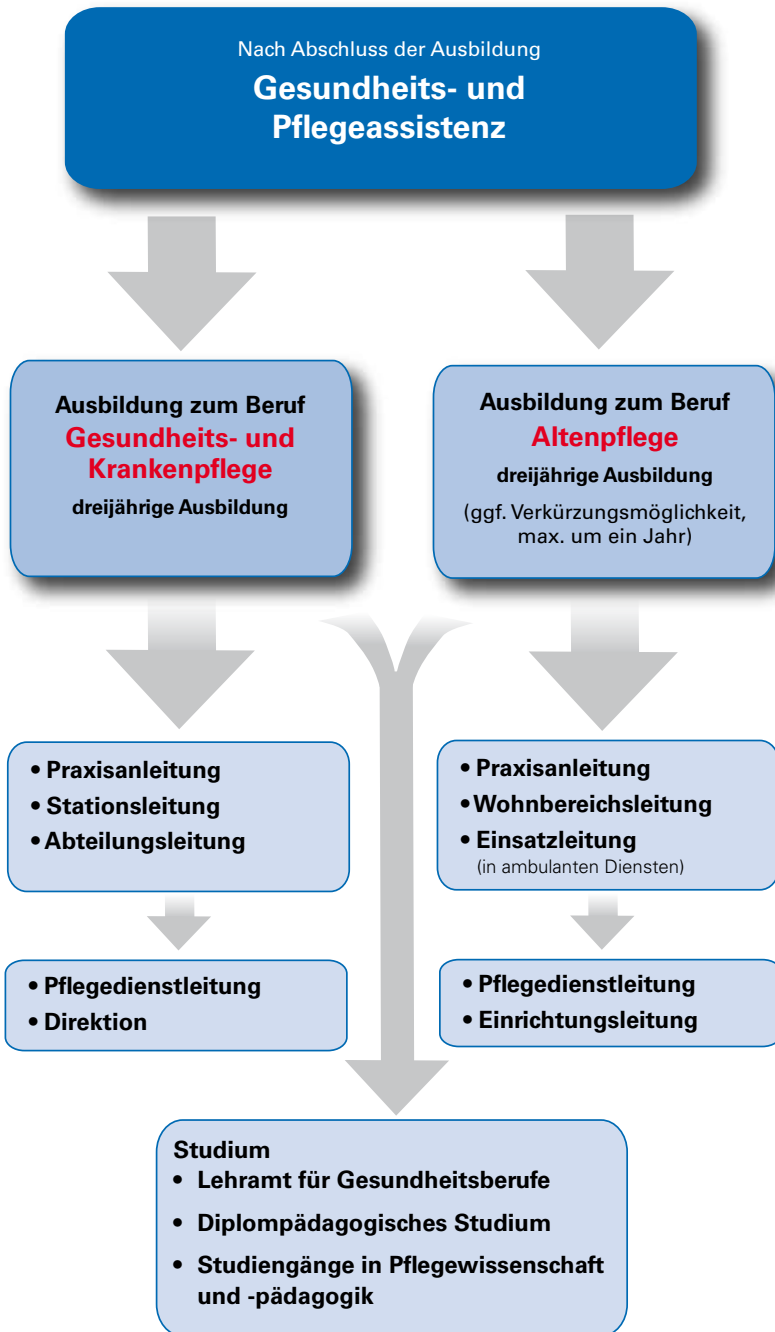 Nach Abschluss der Ausbildung
Gesundheits- und
Pflegeassistenz
Ausbildung zum Beruf
Gesundheits- und
Krankenpflege
dreijährige Ausbildung
Ausbildung zum Beruf
Altenpflege
dreijährige Ausbildung
(ggf. Verkürzungsmöglichkeit,
max. um ein Jahr)
• Praxisanleitung
• Stationsleitung
• Abteilungsleitung
• Praxisanleitung
• Wohnbereichsleitung
• Einsatzleitung
(in ambulanten Diensten)
• Pflegedienstleitung
• Direktion
• Pflegedienstleitung
• Einrichtungsleitung
Studium
• Lehramt für Gesundheitsberufe
• Diplompädagogisches Studium
• Studiengänge in Pflegewissenschaft
und -pädagogik